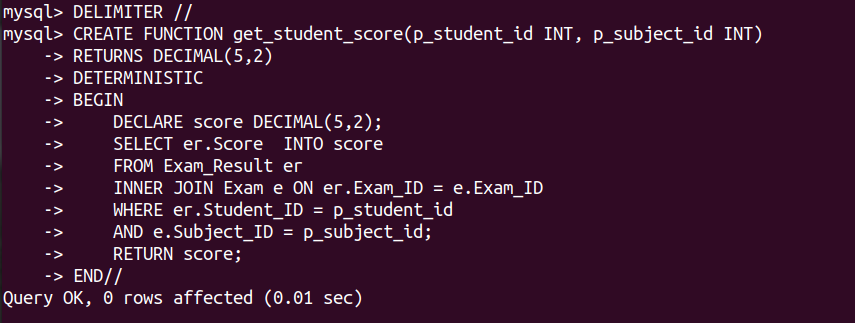 mysql> DELIMITER //
mysql> CREATE FUNCTION get_student_score(p_student_id INT, p_subject_id INT)
    -> RETURNS DECIMAL(5,2)
    -> DETERMINISTIC
    -> BEGIN
    ->     DECLARE score DECIMAL(5,2);
    ->     SELECT er.Score  INTO score
    ->     FROM Exam_Result er
    ->     INNER JOIN Exam e ON er.Exam_ID = e.Exam_ID
    ->     WHERE er.Student_ID = p_student_id
    ->     AND e.Subject_ID = p_subject_id;
    ->     RETURN score;
    -> END//
Query OK, 0 rows affected (0.01 sec)